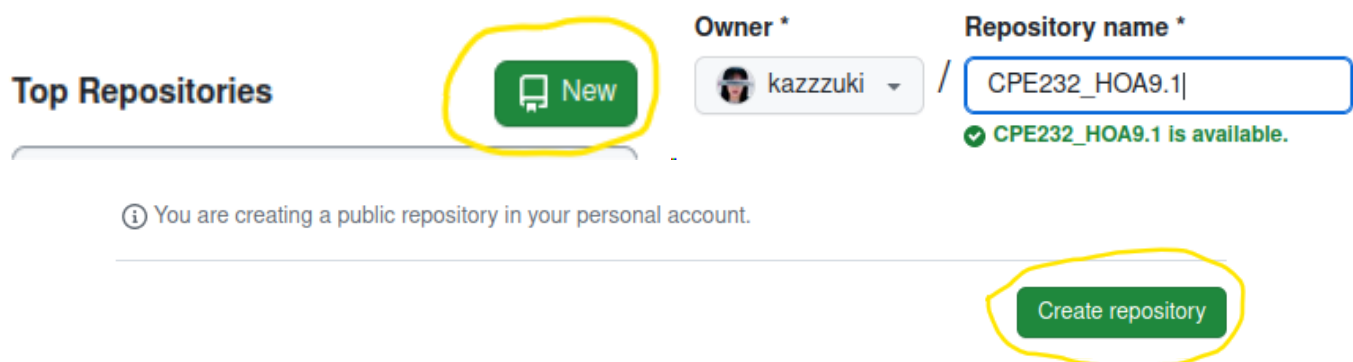 Owner *
Repository name *
Top Repositories
New
kazzzuki
/
CPE232_HOA9.1
CPE232_HOA9.1 is available.
You are creating a public repository in your personal account.
Create repository